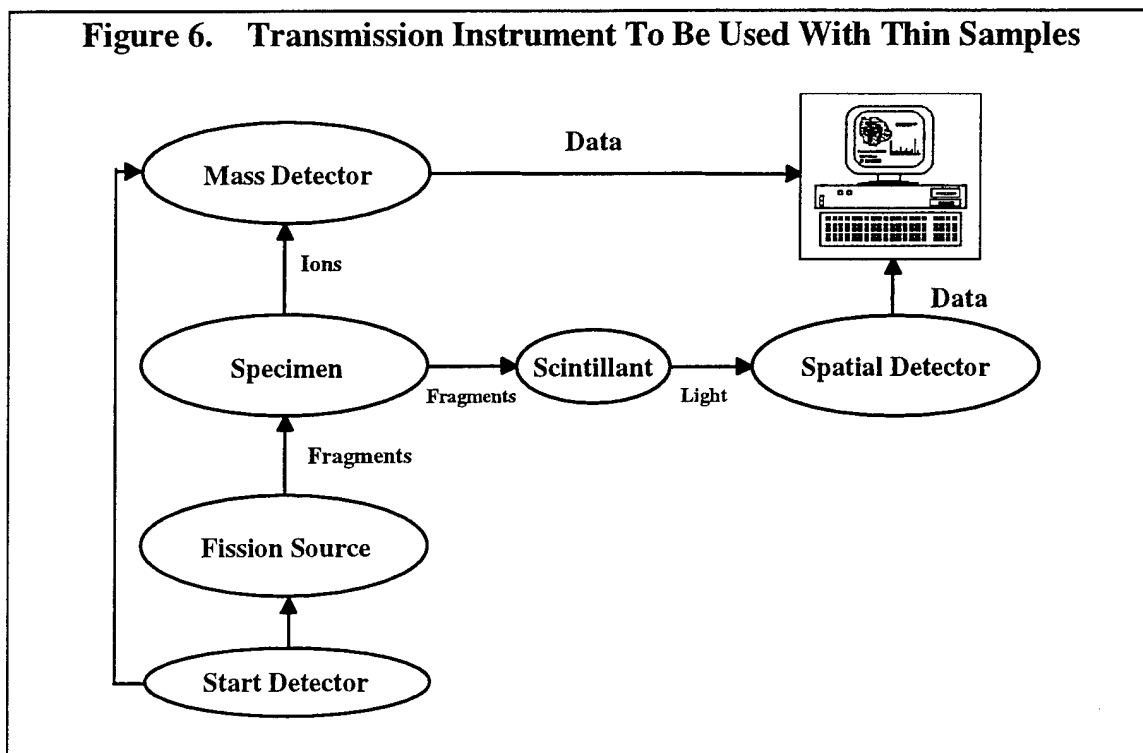 Figure 6. Transmission Instrument To Be Used With Thin Samples
Mass Detector
Data
Ions
Data
Specimen
Fragments
Scintillant
Light
Spatial Detector
Fragments
Fission Source
Start Detector